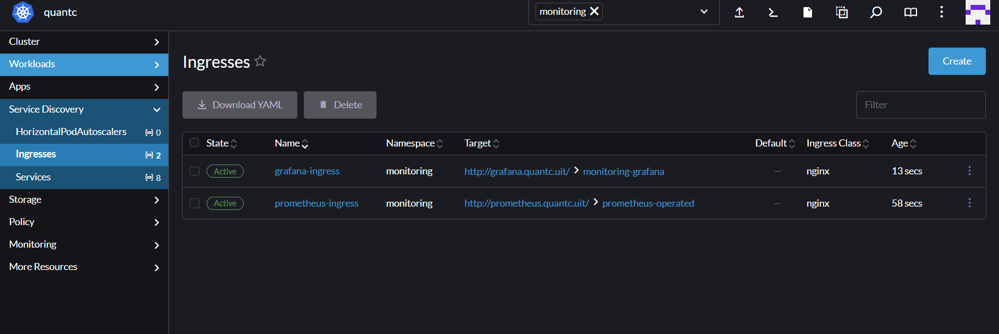 quantc
monitoring
Cluster
Workloads
Apps
Service Discovery
HorizontalPodAutoscalers 0
Ingresses 2
Services 8
Storage
Policy
Monitoring
More Resources
Ingresses
Create
Download YAML Delete
Filter
State Name Namespace Target Default Ingress Class Age
Active grafana-ingress monitoring http://grafana.quantc.uit/ monitoring-grafana — nginx 13 secs
Active prometheus-ingress monitoring http://prometheus.quantc.uit/ prometheus-operated — nginx 58 secs